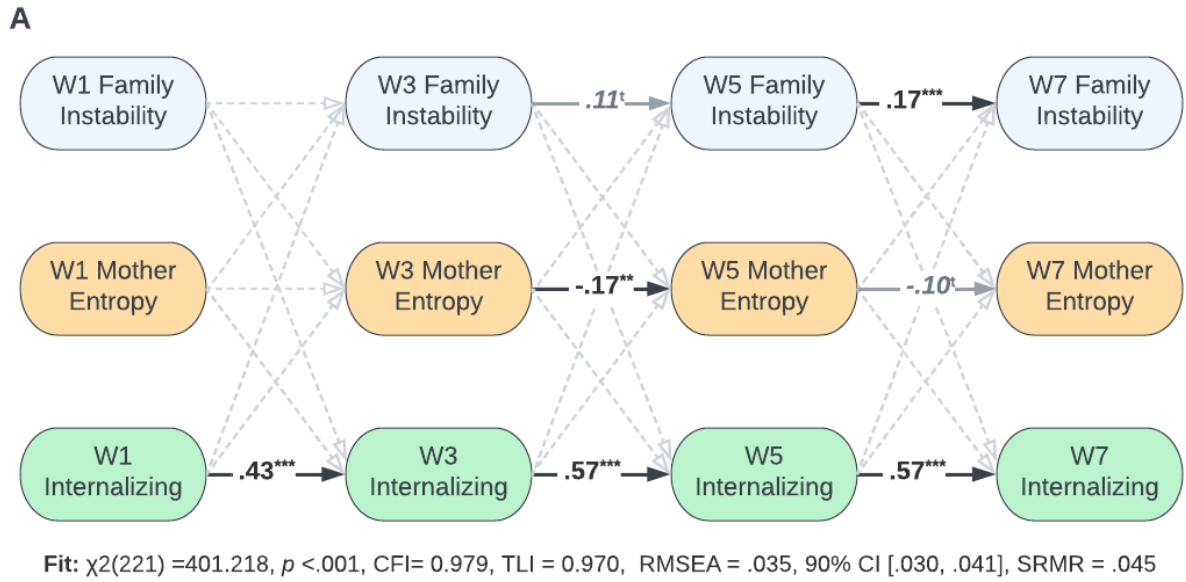 A
W1 Family
Instability
W3 Family
Instability
.11ᵗ
W5 Family
Instability
.17***
W7 Family
Instability
W1 Mother
Entropy
W3 Mother
Entropy
-.17**
W5 Mother
Entropy
-.10ᵗ
W7 Mother
Entropy
W1
Internalizing
.43***
W3
Internalizing
.57***
W5
Internalizing
.57***
W7
Internalizing
Fit: χ2(221) =401.218, p <.001, CFI= 0.979, TLI = 0.970, RMSEA = .035, 90% CI [.030, .041], SRMR = .045